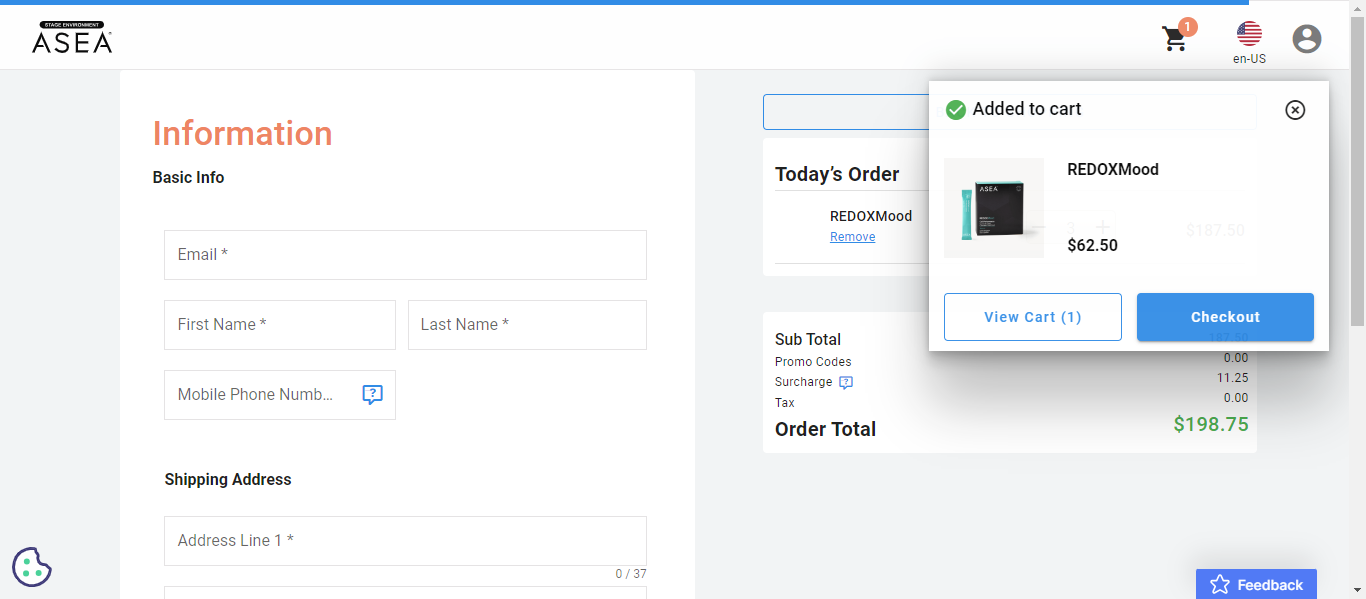 STAGE ENVIRONMENT
ASEA
1
en-US
Information
Basic Info
Email *
First Name *
Last Name *
Mobile Phone Numb...
?
Shipping Address
Address Line 1 *
0 / 37
Today's Order
REDOXMood
Remove
3
$187.50
Sub Total
187.50
Promo Codes
0.00
Surcharge ?
11.25
Tax
0.00
Order Total
$198.75
Added to cart
ASEA
REDOXMood
$62.50
View Cart (1)
Checkout
Feedback